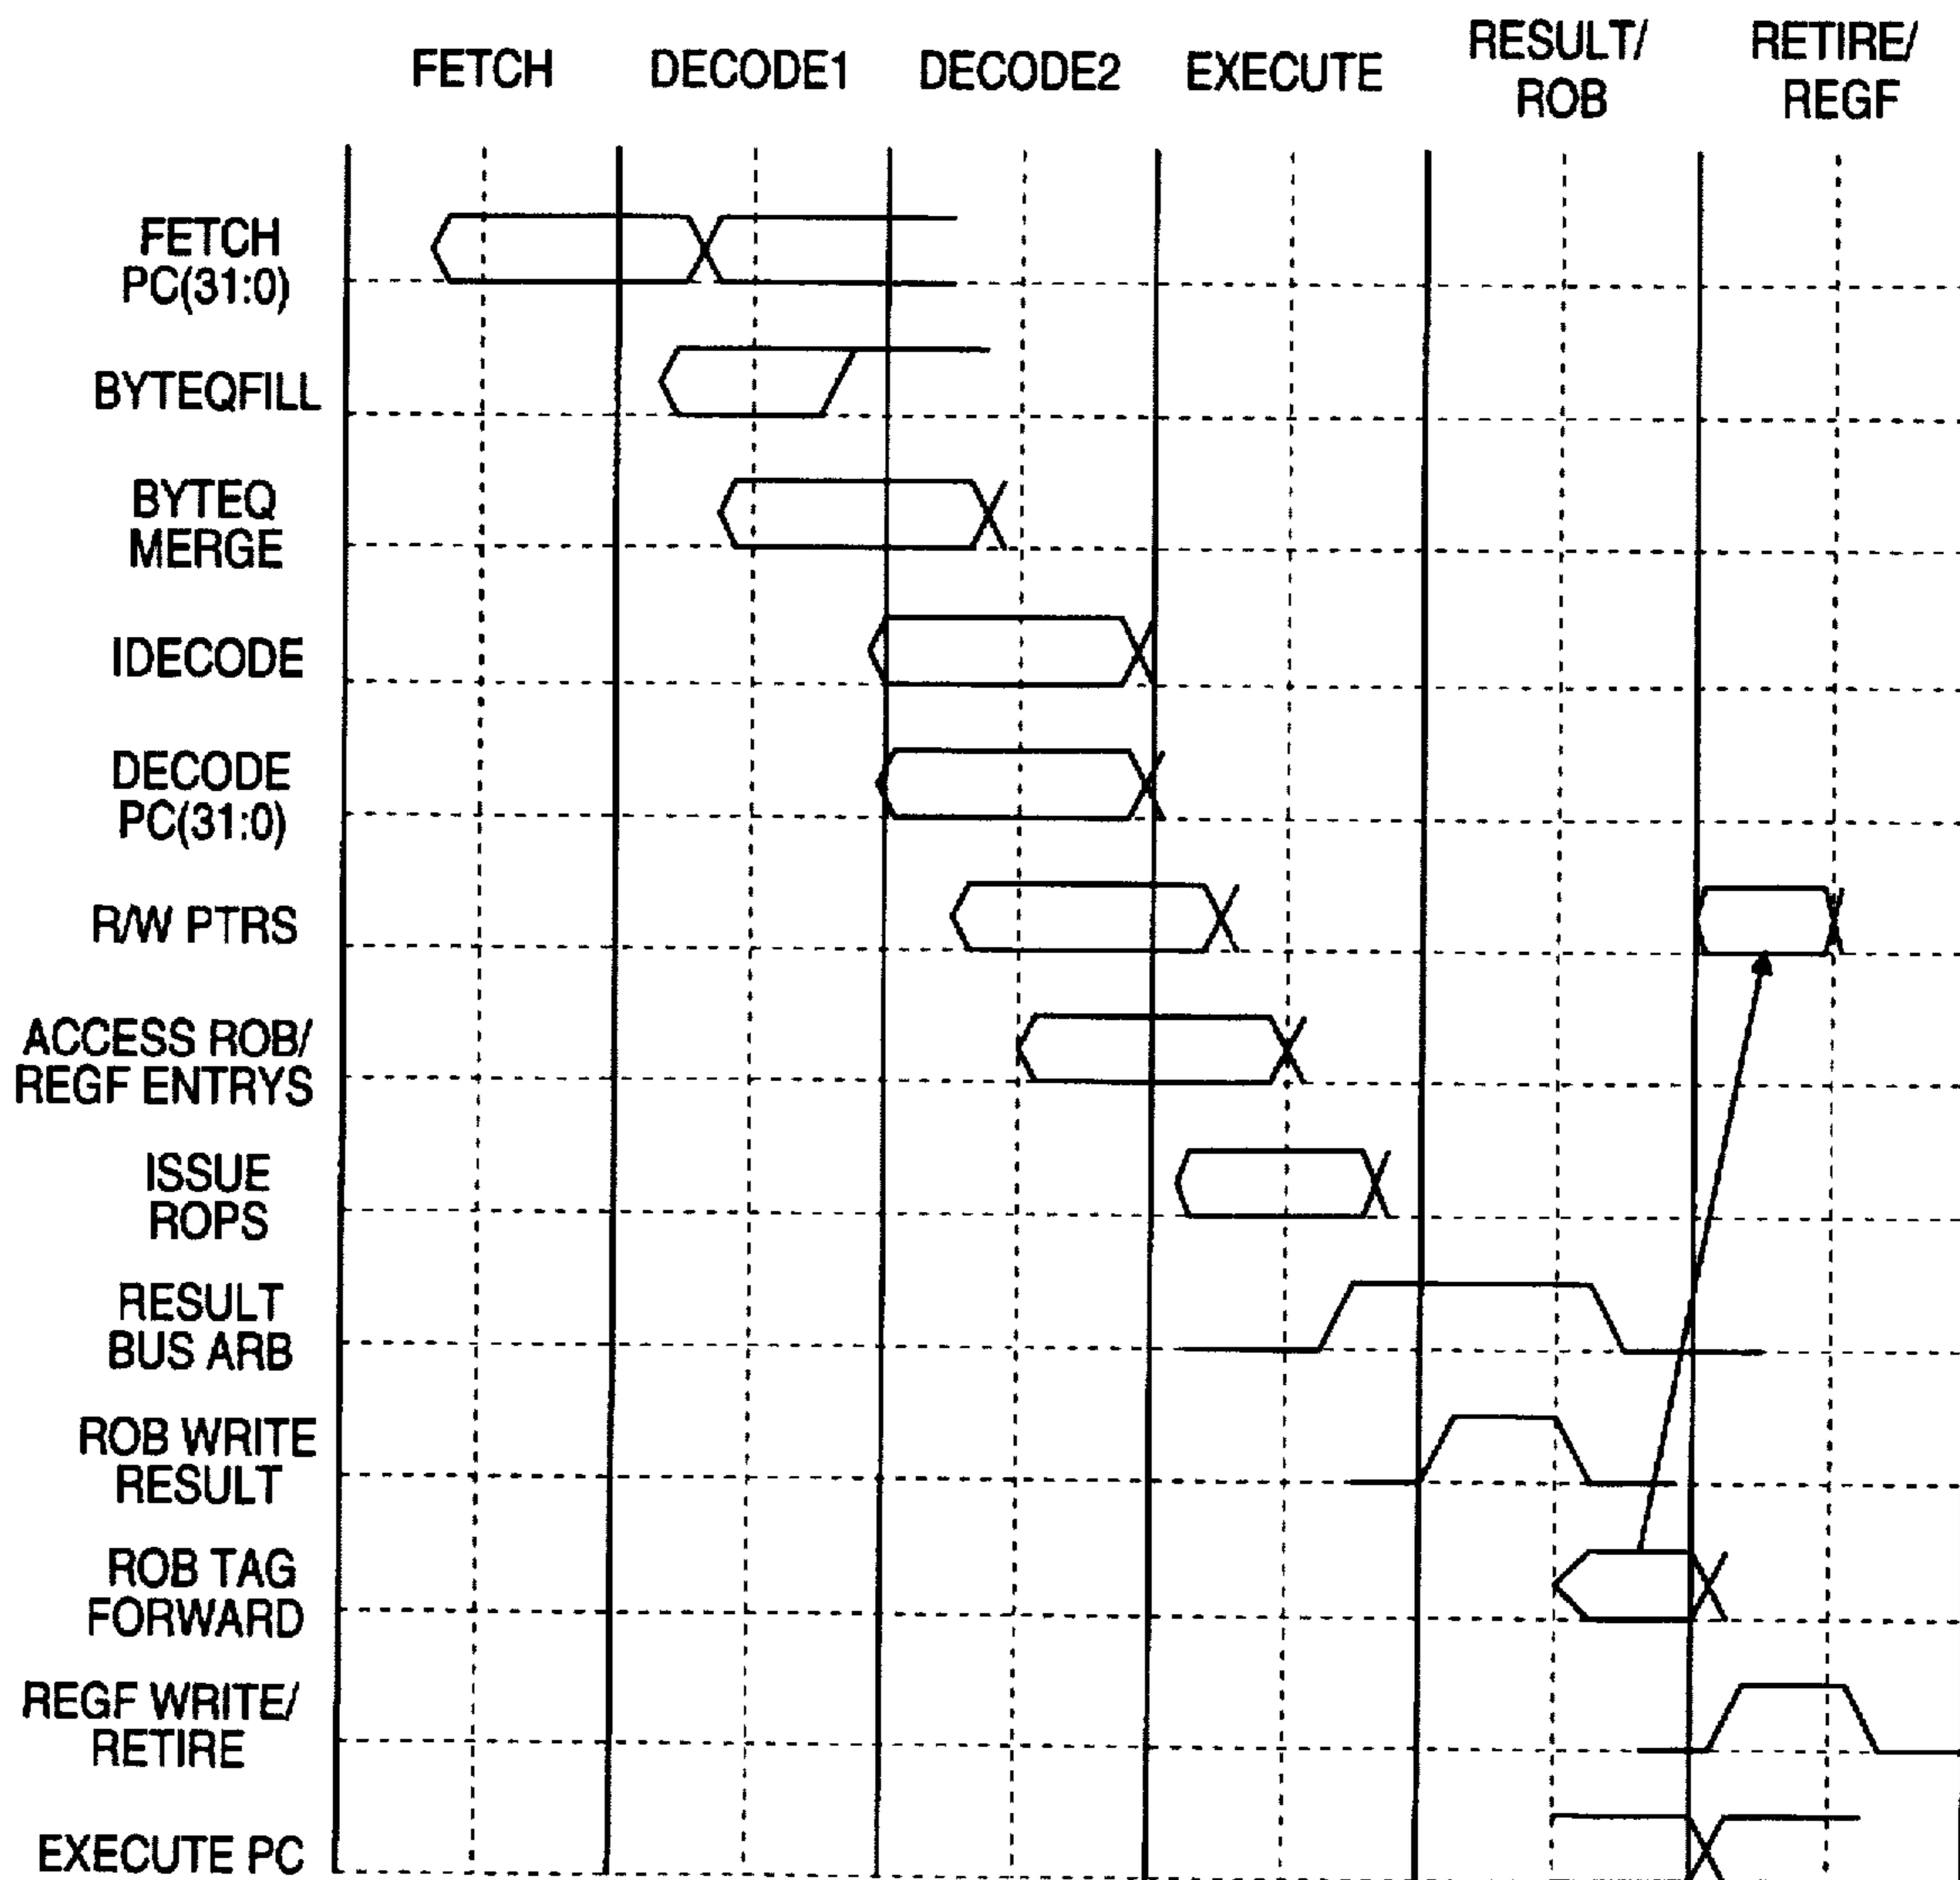 FETCH DECODE1 DECODE2 EXECUTE RESULT/ RETIRE/
ROB REGF
FETCH
PC(31:0)
BYTEQFILL
BYTEQ
MERGE
IDECODE
DECODE
PC(31:0)
R/W PTRS
ACCESS ROB/
REGF ENTRYS
ISSUE
ROPS
RESULT
BUS ARB
ROB WRITE
RESULT
ROB TAG
FORWARD
REGF WRITE/
RETIRE
EXECUTE PC